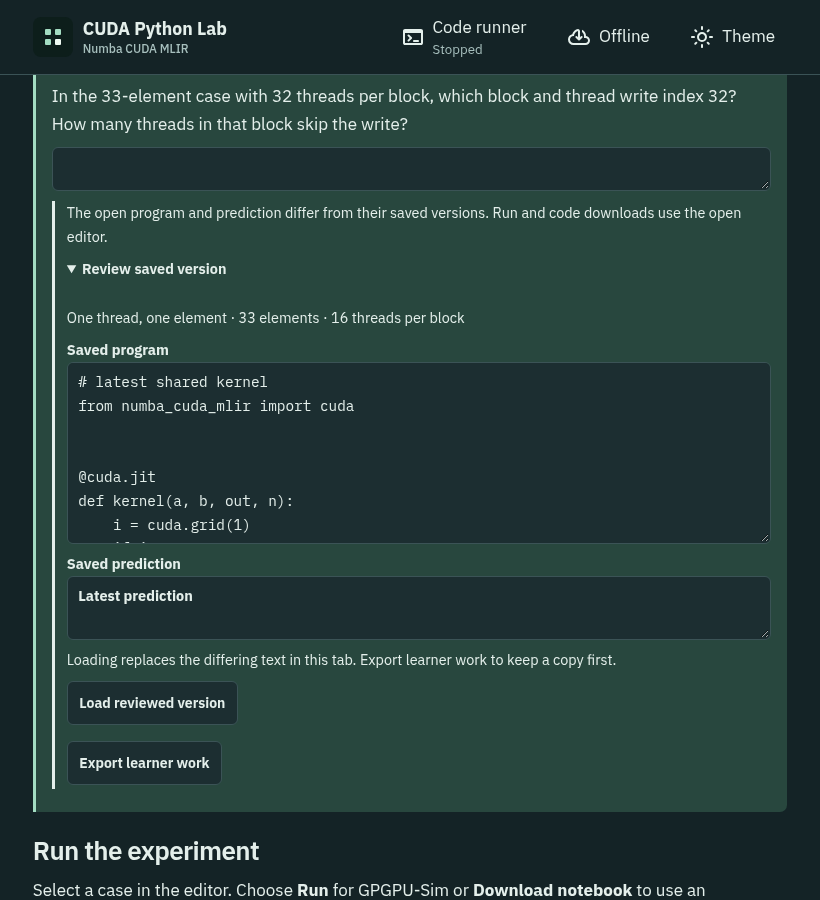 CUDA Python Lab
Numba CUDA MLIR
Code runner
Stopped
Offline
Theme
In the 33-element case with 32 threads per block, which block and thread write index 32?
How many threads in that block skip the write?
The open program and prediction differ from their saved versions. Run and code downloads use the open
editor.
▼ Review saved version
One thread, one element · 33 elements · 16 threads per block
Saved program
# latest shared kernel
from numba_cuda_mlir import cuda
@cuda.jit
def kernel(a, b, out, n):
    i = cuda.grid(1)
Saved prediction
Latest prediction
Loading replaces the differing text in this tab. Export learner work to keep a copy first.
Load reviewed version
Export learner work
Run the experiment
Select a case in the editor. Choose Run for GPGPU-Sim or Download notebook to use an